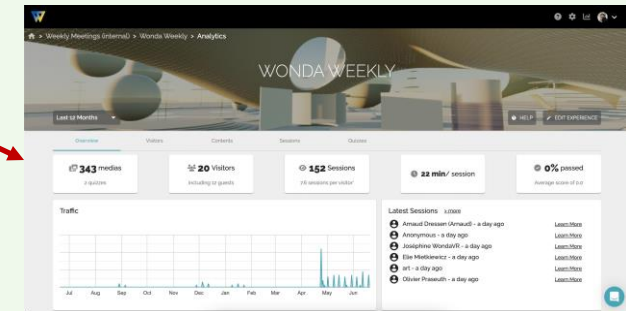 W
> Weekly Meetings (internal) > Wonda Weekly > Analytics
WONDA WEEKLY
Last 12 Months
HELP
EDIT EXPERIENCE
Overview Visitors Contents Sessions Quizzes
343 medias
2 quizzes
20 Visitors
including 12 guests
152 Sessions
7.6 sessions per visitor
22 min/ session
0% passed
Average score of 0.0
Traffic
Jul Aug Sep Oct Nov Dec Jan Feb Mar Apr May Jun
Latest Sessions + more
Arnaud Dressen (Arnaud) - a day ago Learn More
Anonymous - a day ago Learn More
Joséphine WondaVR - a day ago Learn More
Elie Mietkiewicz - a day ago Learn More
art - a day ago Learn More
Olivier Praseuth - a day ago Learn More